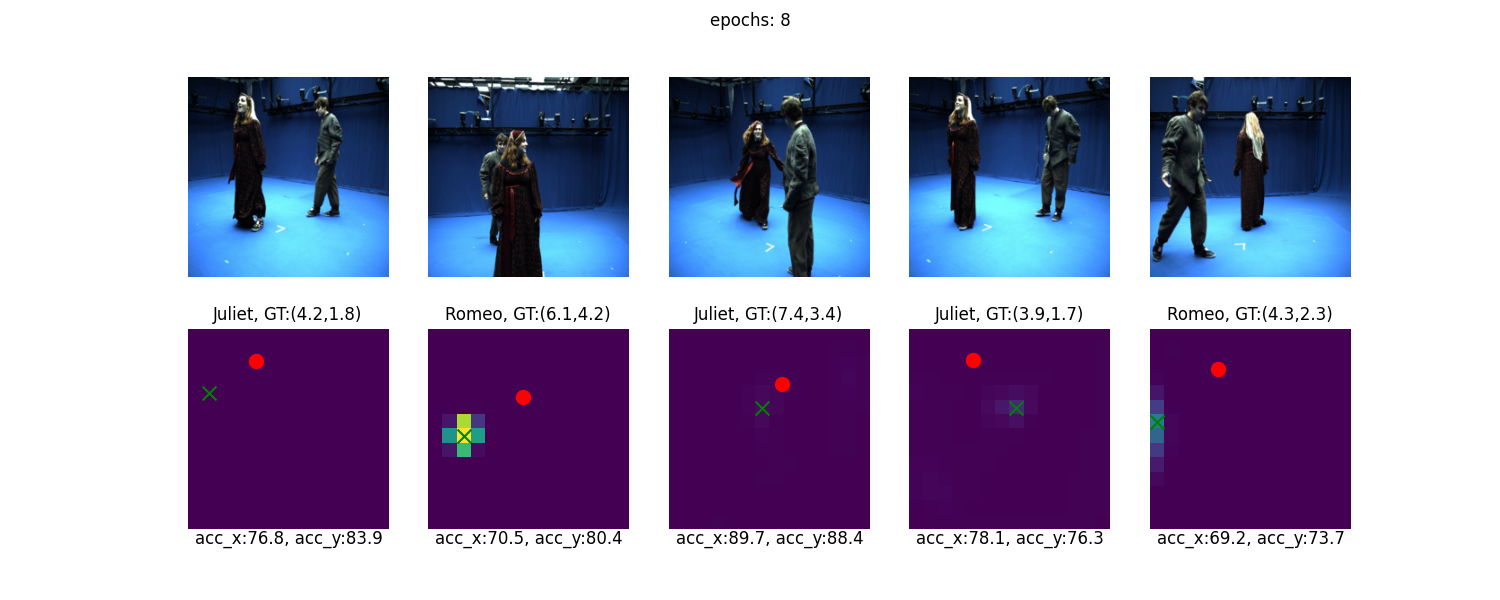 epochs: 8
Juliet, GT:(4.2,1.8)
Romeo, GT:(6.1,4.2)
Juliet, GT:(7.4,3.4)
Juliet, GT:(3.9,1.7)
Romeo, GT:(4.3,2.3)
acc_x:76.8, acc_y:83.9
acc_x:70.5, acc_y:80.4
acc_x:89.7, acc_y:88.4
acc_x:78.1, acc_y:76.3
acc_x:69.2, acc_y:73.7